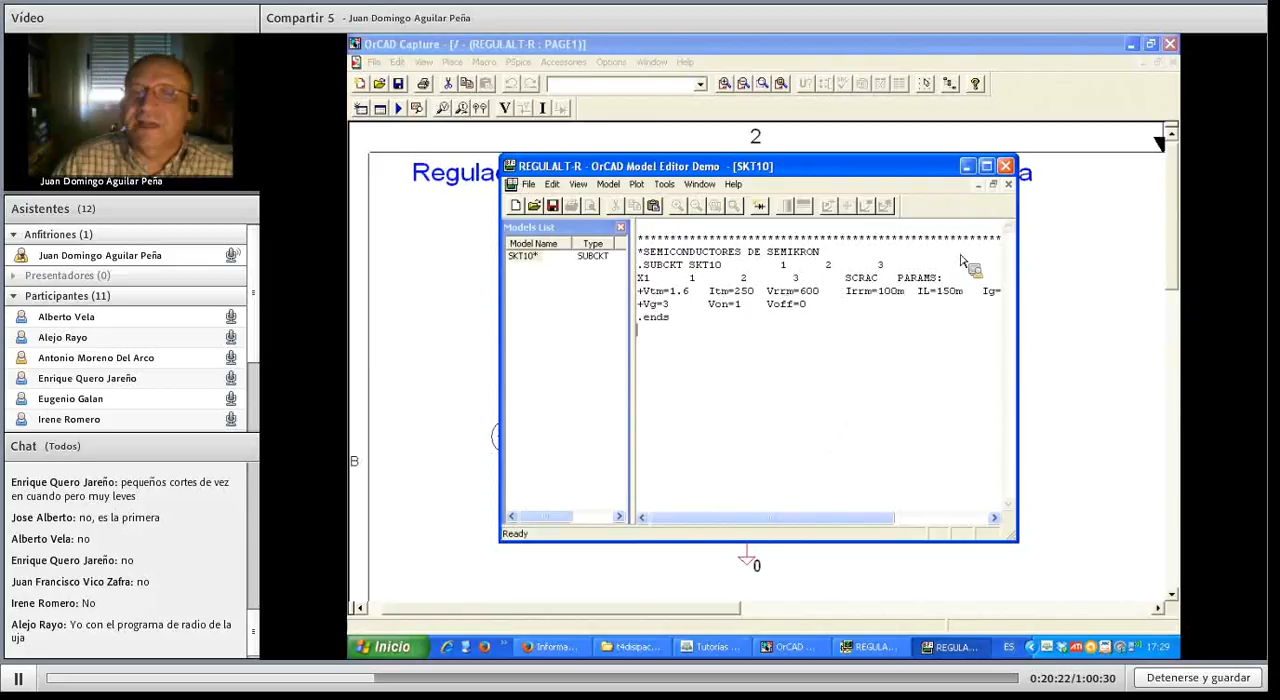 Vídeo
Juan Domingo Aguilar Peña
Asistentes (12)
Anfitriones (1)
Juan Domingo Aguilar Peña
Presentadores (0)
Participantes (11)
Alberto Vela
Alejo Rayo
Antonio Moreno Del Arco
Enrique Quero Jareño
Eugenio Galan
Irene Romero
Chat (Todos)
Enrique Quero Jareño: pequeños cortes de vez
en cuando pero muy leves
Jose Alberto: no, es la primera
Alberto Vela: no
Enrique Quero Jareño: no
Juan Francisco Vico Zafra: no
Irene Romero: No
Alejo Rayo: Yo con el programa de radio de la
uja
Compartir 5 - Juan Domingo Aguilar Peña
OrCAD Capture - [/ - (REGULALT-R : PAGE1)]
File Edit View Place Macro PSpice Accessories Options Window Help
V I
2
Regula
a
B
REGULALT-R - OrCAD Model Editor Demo - [SKT10]
File Edit View Model Plot Tools Window Help
Models List
Model Name Type
SKT10* SUBCKT
*****************************************************
*SEMICONDUCTORES DE SEMIKRON
.SUBCKT SKT10 1 2 3
X1 1 2 3 SCRAC PARAMS:
+Vtm=1.6 Itm=250 Vrrm=600 Irrm=100m IL=150m Ig=
+Vg=3 Von=1 Voff=0
.ends
Ready
0
Inicio
Informa...
t4disipac...
Tutorias ...
OrCAD ...
REGULA...
REGULA...
ES
17:29
0:20:22/1:00:30
Detenerse y guardar